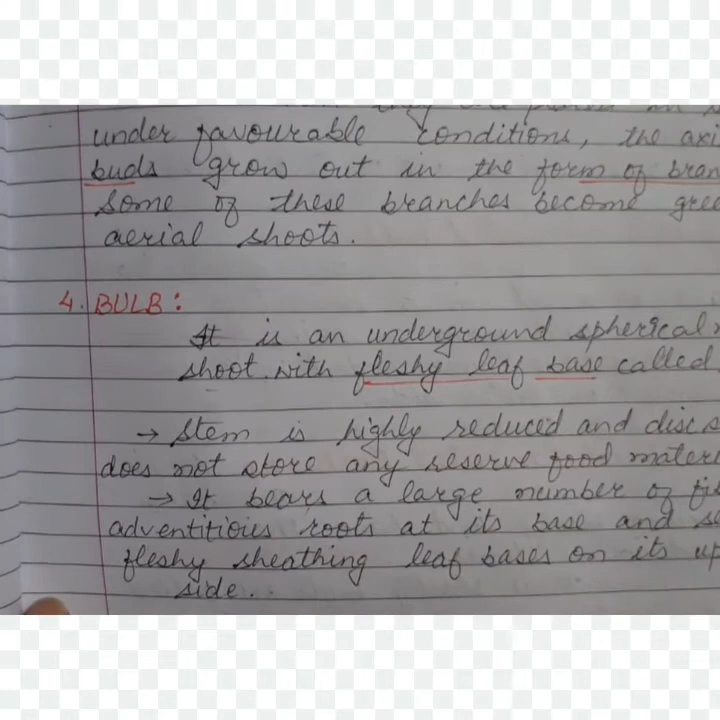 under favourable conditions, the axi
buds grow out in the form of bran
Some of these branches become gree
aerial shoots.
4. BULB:
It is an underground spherical
shoot with fleshy leaf base called
→ Stem is highly reduced and disc s
does not store any reserve food materi
→ It bears a large number of fi
adventitious roots at its base and s
fleshy sheathing leaf bases on its up
side.